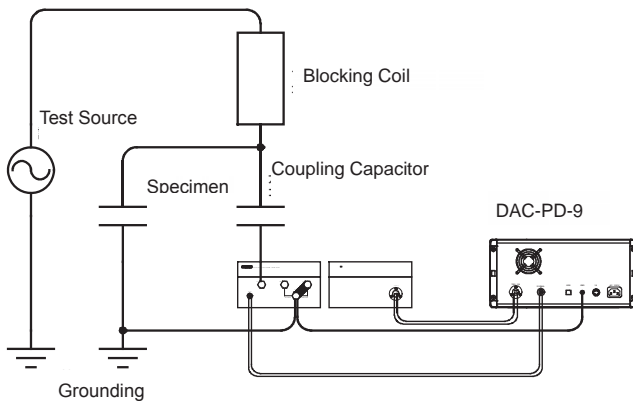 Blocking Coil
Test Source
Coupling Capacitor
Specimen
DAC-PD-9
Grounding